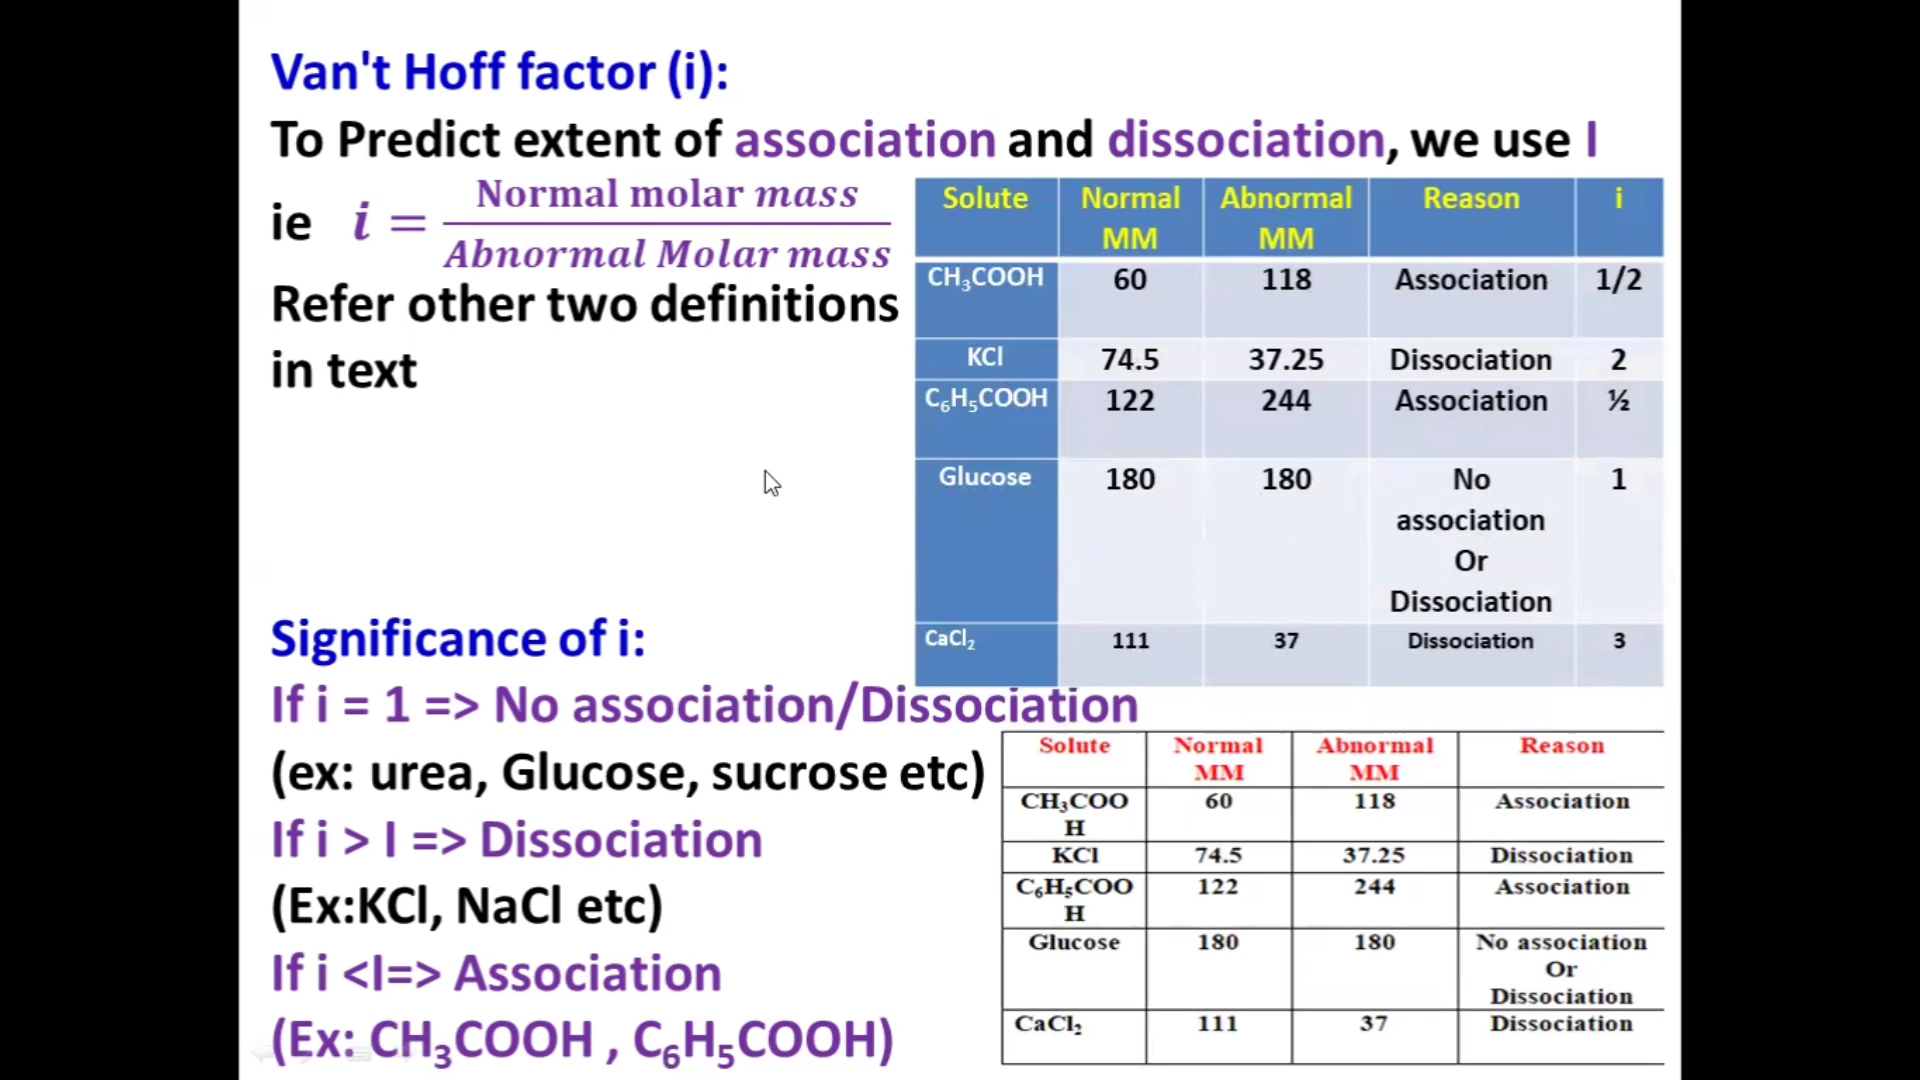 Van't Hoff factor (i):
To Predict extent of association and dissociation, we use I
ie i = Normal molar mass / Abnormal Molar mass
Refer other two definitions
in text
Solute Normal MM Abnormal MM Reason i
CH₃COOH 60 118 Association 1/2
KCl 74.5 37.25 Dissociation 2
C₆H₅COOH 122 244 Association ½
Glucose 180 180 No association Or Dissociation 1
CaCl₂ 111 37 Dissociation 3
Significance of i:
If i = 1 => No association/Dissociation
(ex: urea, Glucose, sucrose etc)
If i > I => Dissociation
(Ex:KCl, NaCl etc)
If i <I=> Association
(Ex: CH₃COOH , C₆H₅COOH)
Solute Normal MM Abnormal MM Reason
CH₃COO H 60 118 Association
KCl 74.5 37.25 Dissociation
C₆H₅COO H 122 244 Association
Glucose 180 180 No association Or Dissociation
CaCl₂ 111 37 Dissociation